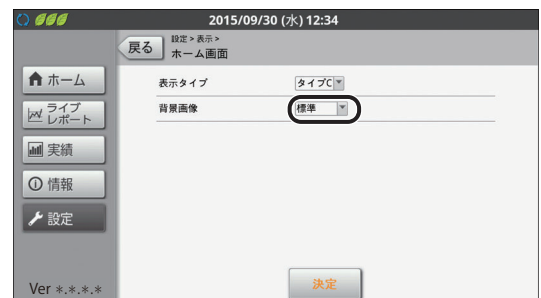 2015/09/30 (水) 12:34
戻る
設定 > 表示 >
ホーム画面
ホーム
ライブ
レポート
実績
情報
設定
Ver *.*.*.*
表示タイプ
タイプC
背景画像
標準
決定